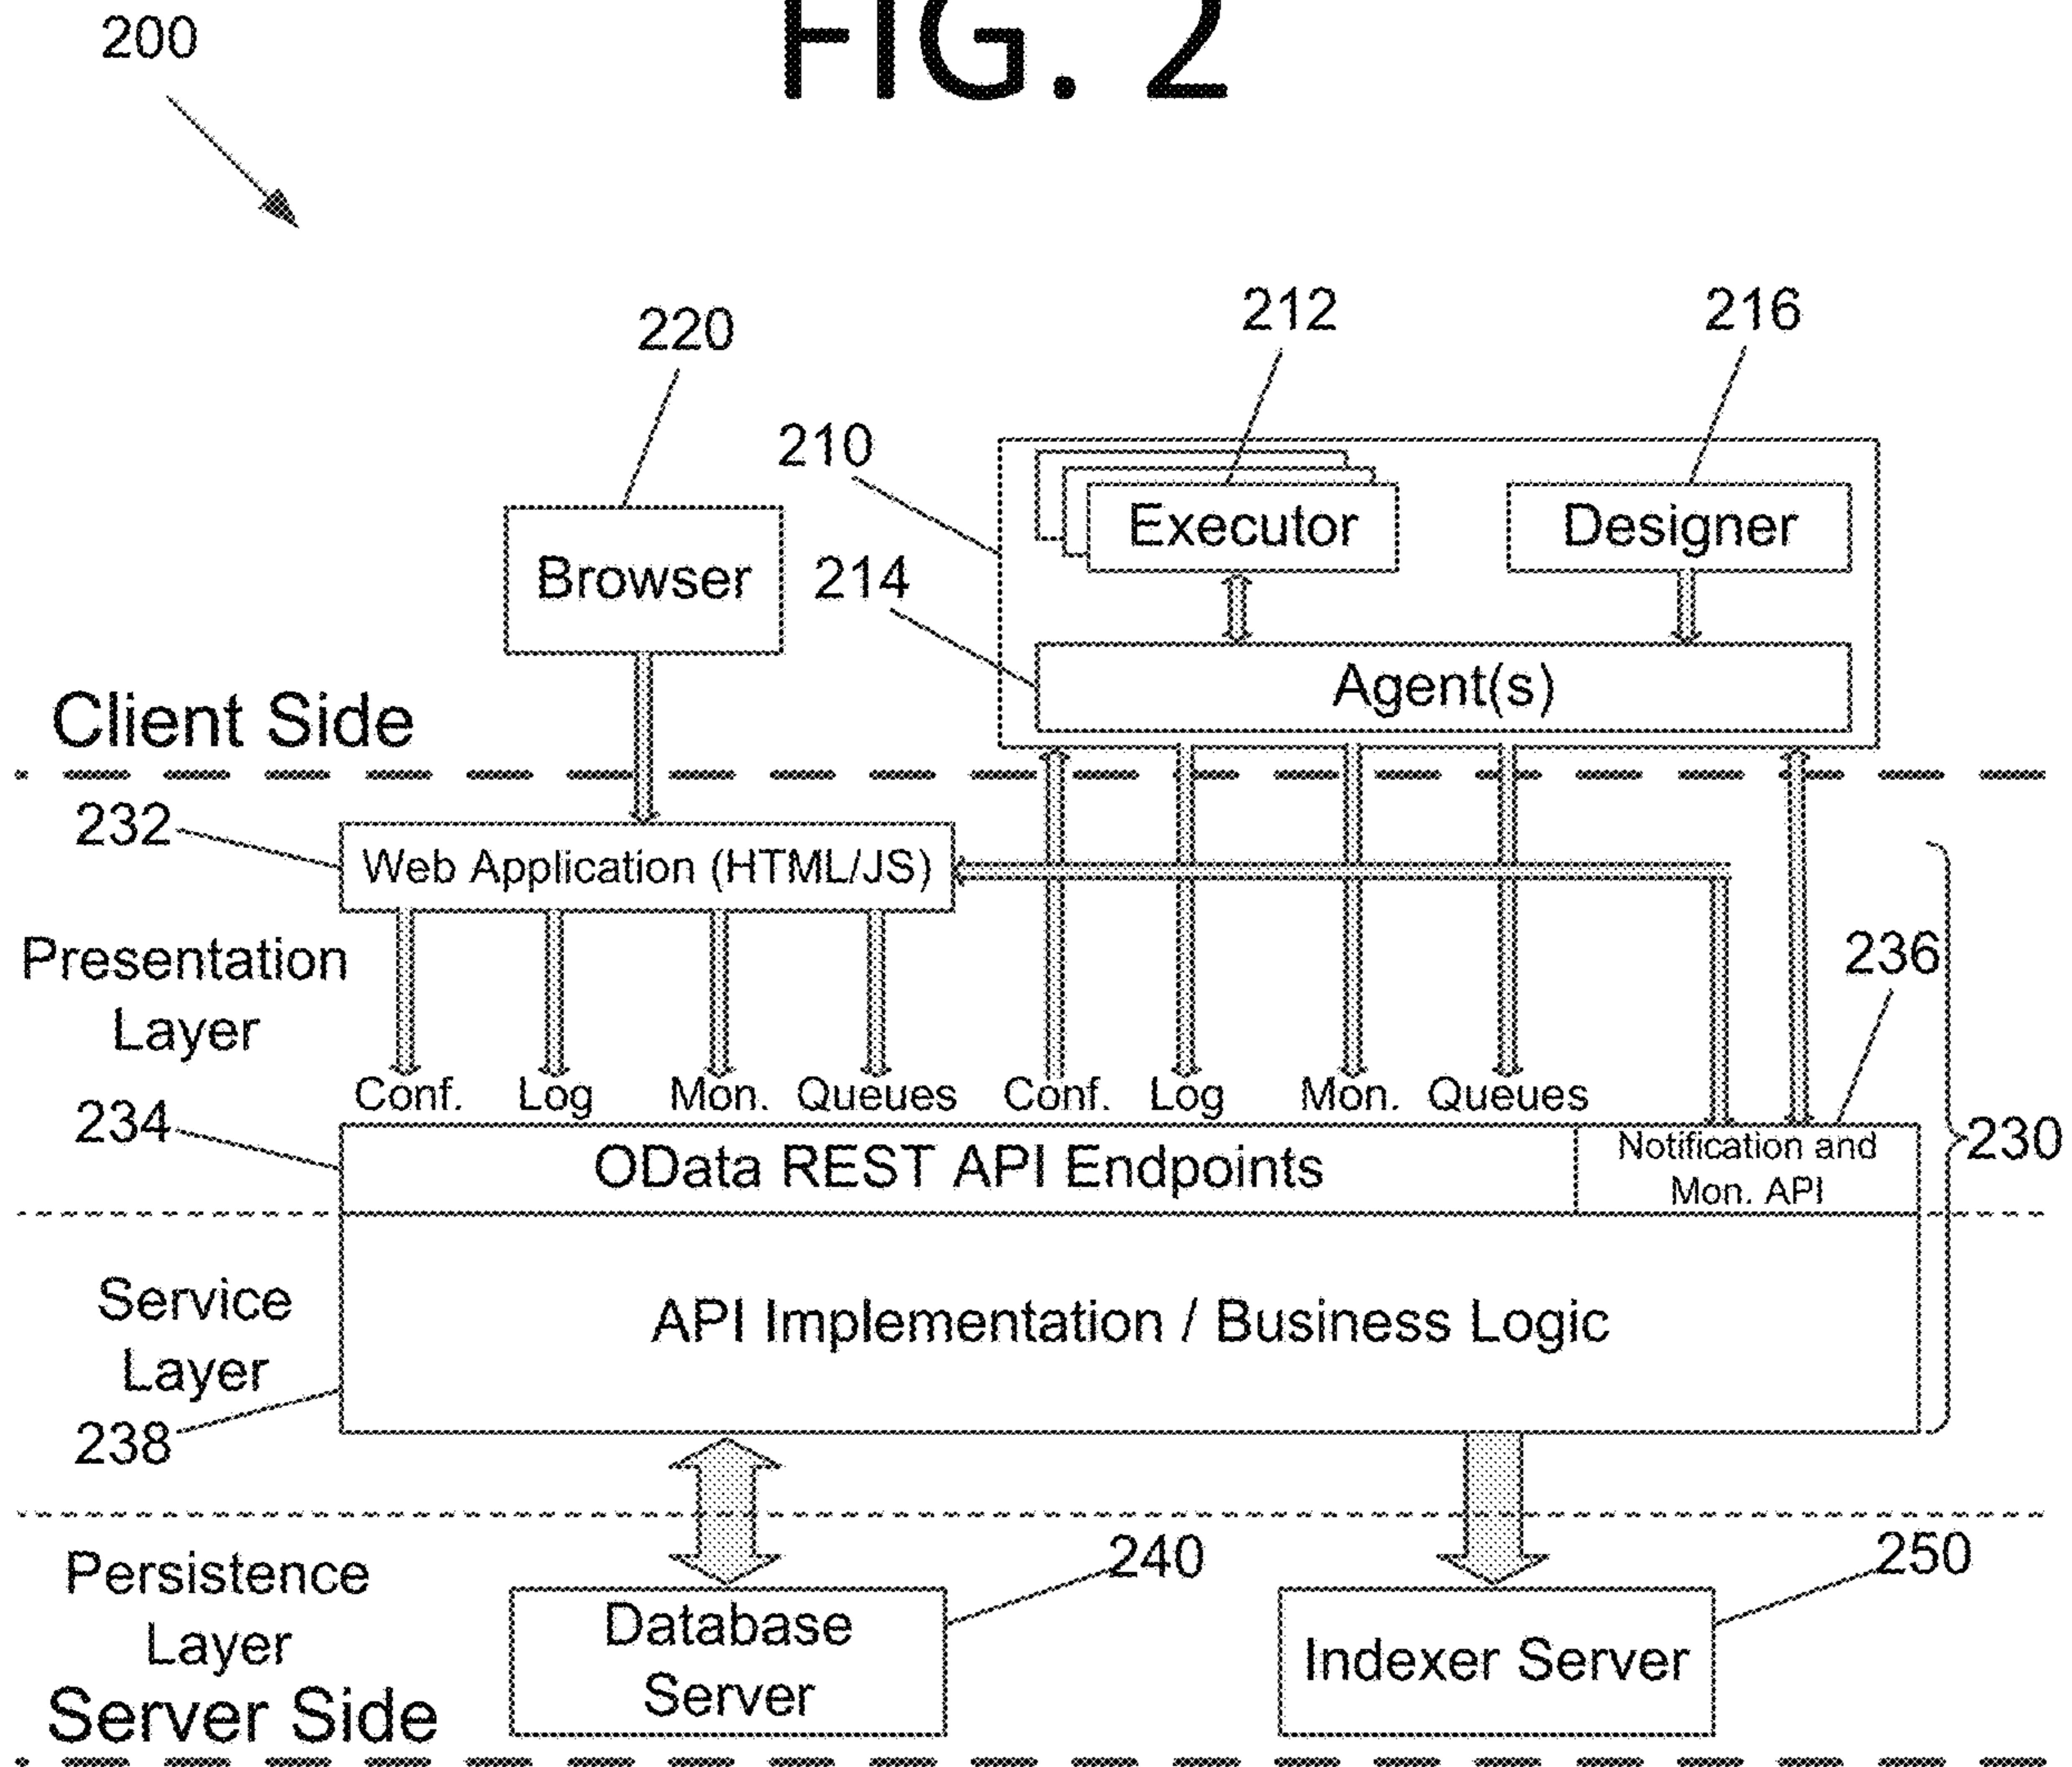 200
FIG. 2
220
212
216
210
Executor
Designer
Browser
214
Agent(s)
Client Side
232
Web Application (HTML/JS)
Presentation
Layer
236
Conf. Log Mon. Queues Conf. Log Mon. Queues
234
OData REST API Endpoints
Notification and
Mon. API
230
Service
Layer
API Implementation / Business Logic
238
240
250
Persistence
Layer
Database
Server
Indexer Server
Server Side